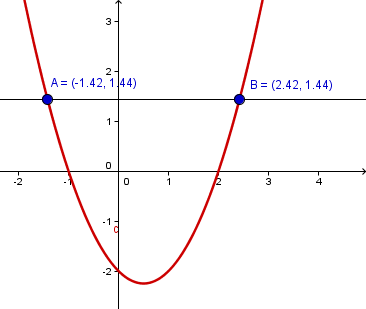 3
2
A = (-1.42, 1.44)
B = (2.42, 1.44)
1
0
-2 -1 0 1 2 3 4
-1
c
-2